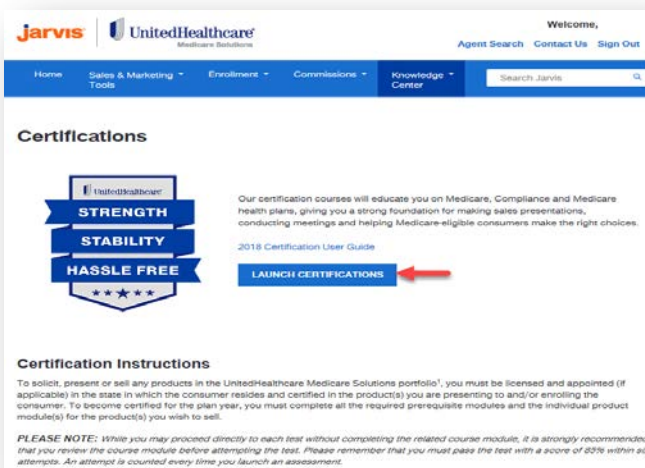 jarvis UnitedHealthcare Medicare Solutions
Welcome,
Agent Search Contact Us Sign Out
Home Sales & Marketing Tools Enrollment Commissions Knowledge Center Search Jarvis
Certifications
UnitedHealthcare
STRENGTH
STABILITY
HASSLE FREE
Our certification courses will educate you on Medicare, Compliance and Medicare
health plans, giving you a strong foundation for making sales presentations,
conducting meetings and helping Medicare-eligible consumers make the right choices.
2018 Certification User Guide
LAUNCH CERTIFICATIONS
Certification Instructions
To solicit, present or sell any products in the UnitedHealthcare Medicare Solutions portfolio¹, you must be licensed and appointed (if
applicable) in the state in which the consumer resides and certified in the product(s) you are presenting to and/or enrolling the
consumer. To become certified for the plan year, you must complete all the required prerequisite modules and the individual product
module(s) for the product(s) you wish to sell.
PLEASE NOTE: While you may proceed directly to each test without completing the related course module, it is strongly recommended
that you review the course module before attempting the test. Please remember that you must pass the test with a score of 85% within
attempts. An attempt is counted every time you launch an assessment.